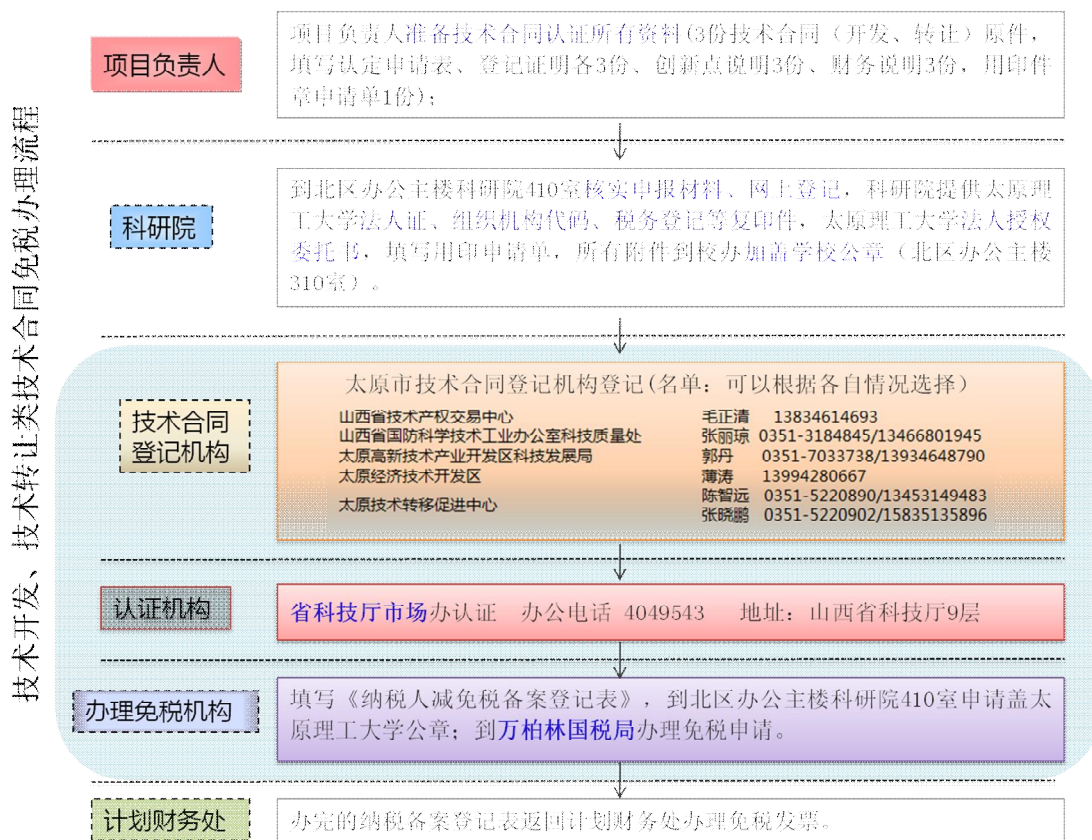 技术开发、技术转让类技术合同免税办理流程
项目负责人
项目负责人准备技术合同认证所有资料(3份技术合同（开发、转让）原件，
填写认定申请表、登记证明各3份、创新点说明3份、财务说明3份，用印件
章申请单1份)；
科研院
到北区办公主楼科研院410室核实申报材料、网上登记，科研院提供太原理
工大学法人证、组织机构代码、税务登记等复印件，太原理工大学法人授权
委托书，填写用印申请单，所有附件到校办加盖学校公章（北区办公主楼
310室）。
技术合同
登记机构
太原市技术合同登记机构登记(名单：可以根据各自情况选择）
山西省技术产权交易中心 毛正清 13834614693
山西省国防科学技术工业办公室科技质量处 张丽琼 0351-3184845/13466801945
太原高新技术产业开发区科技发展局 郭丹 0351-7033738/13934648790
太原经济技术开发区 薄涛 13994280667
太原技术转移促进中心 陈智远 0351-5220890/13453149483
张晓鹏 0351-5220902/15835135896
认证机构
省科技厅市场办认证 办公电话 4049543 地址：山西省科技厅9层
办理免税机构
填写《纳税人减免税备案登记表》，到北区办公主楼科研院410室申请盖太
原理工大学公章；到万柏林国税局办理免税申请。
计划财务处
办完的纳税备案登记表返回计划财务处办理免税发票。